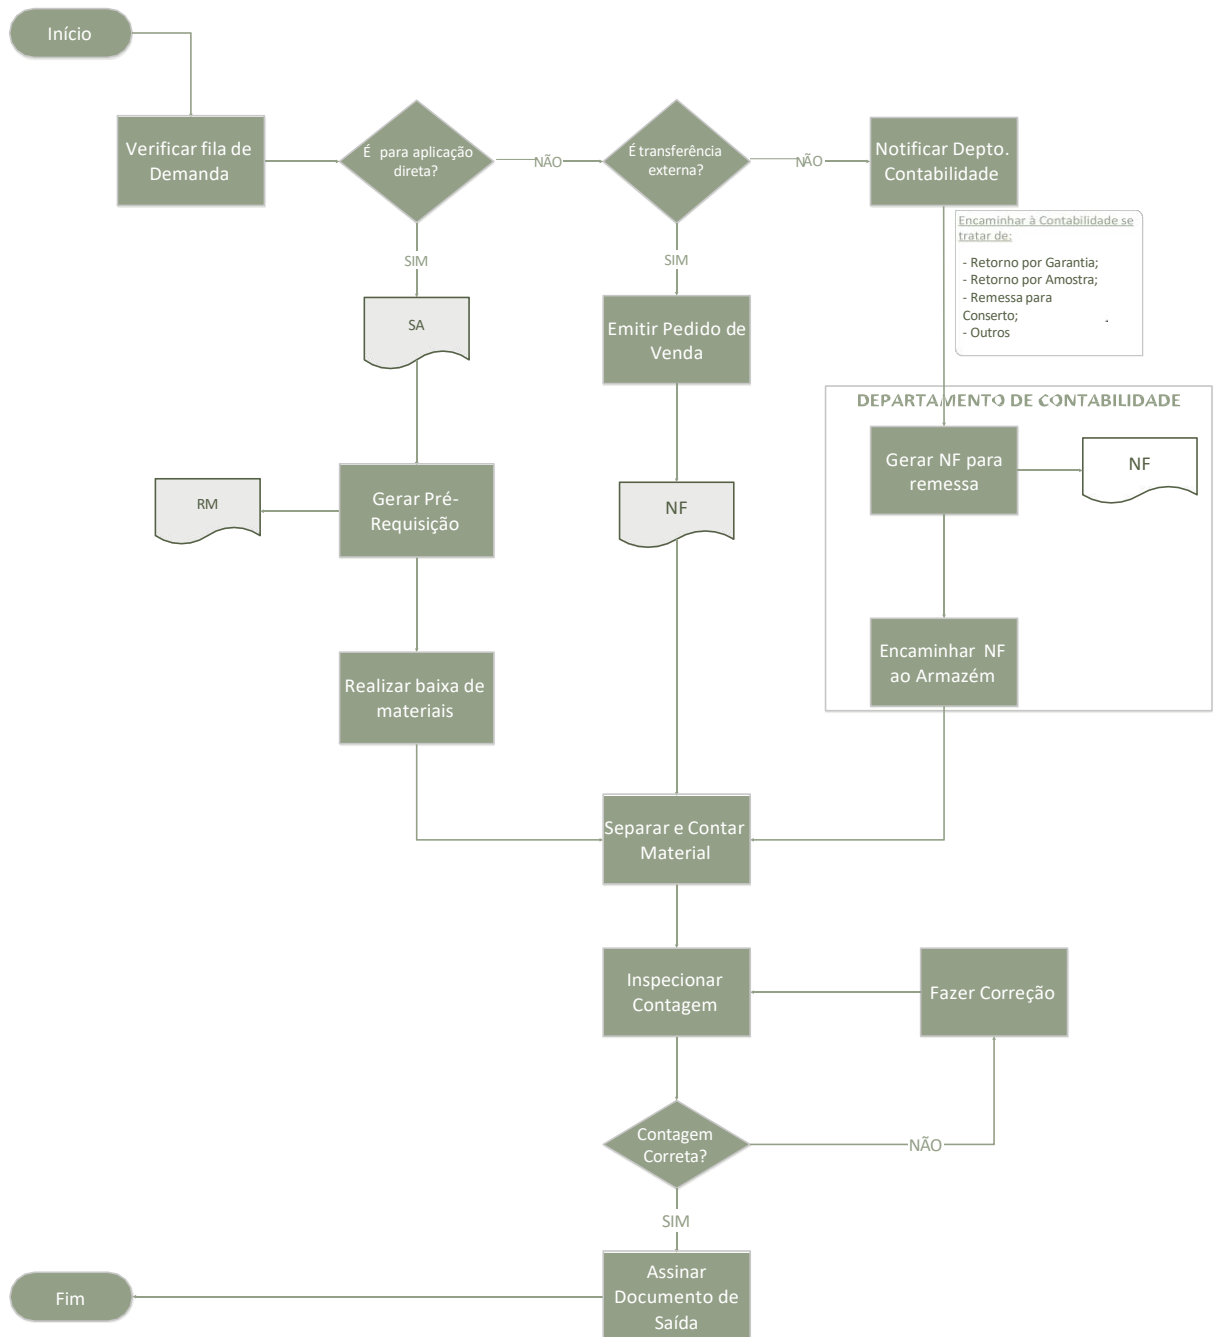 Início
Verificar fila de
Demanda
É para aplicação
direta?
NÃO
É transferência
externa?
NÃO
Notificar Depto.
Contabilidade
Encaminhar à Contabilidade se
tratar de:
- Retorno por Garantia;
- Retorno por Amostra;
- Remessa para
Conserto;
- Outros
SIM
SIM
SA
Emitir Pedido de
Venda
DEPARTAMENTO DE CONTABILIDADE
Gerar NF para
remessa
NF
RM
Gerar Pré-
Requisição
NF
Realizar baixa de
materiais
Encaminhar NF
ao Armazém
Separar e Contar
Material
Inspecionar
Contagem
Fazer Correção
Contagem
Correta?
NÃO
SIM
Assinar
Documento de
Saída
Fim